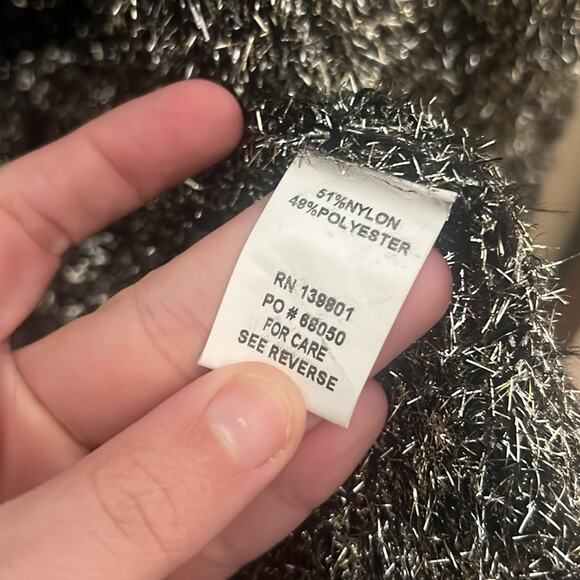 51%NYLON
49%POLYESTER
RN 139801
PO # 68050
FOR CARE
SEE REVERSE